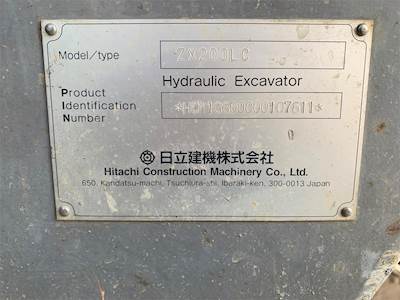 Model/type ZX200LC
Hydraulic Excavator
Product
Identification
Number
日立建機株式会社
Hitachi Construction Machinery Co., Ltd.
650, Kandatsu-machi, Tsuchiura-shi, Ibaraki-ken, 300-0013 Japan